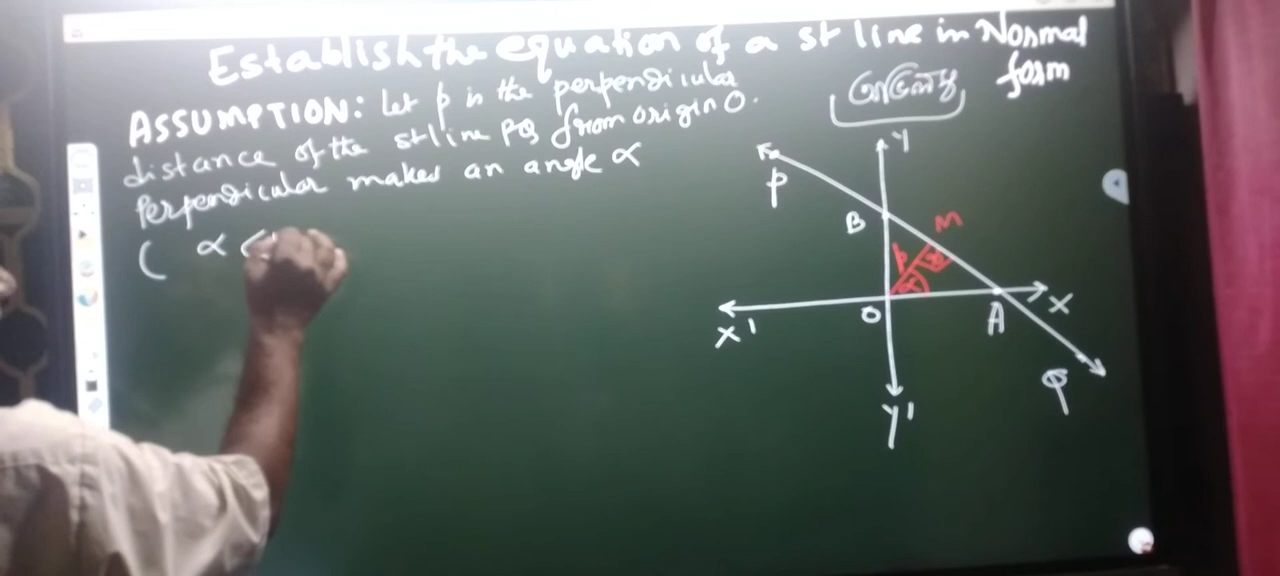 Establish the equation of a st line in Normal
form
ASSUMPTION: Let p is the perpendicular
distance of the st line PQ from origin O.
Perpendicular makes an angle α
( α <
Y
P
B
M
p
α
O
A
X
X'
Q
Y'